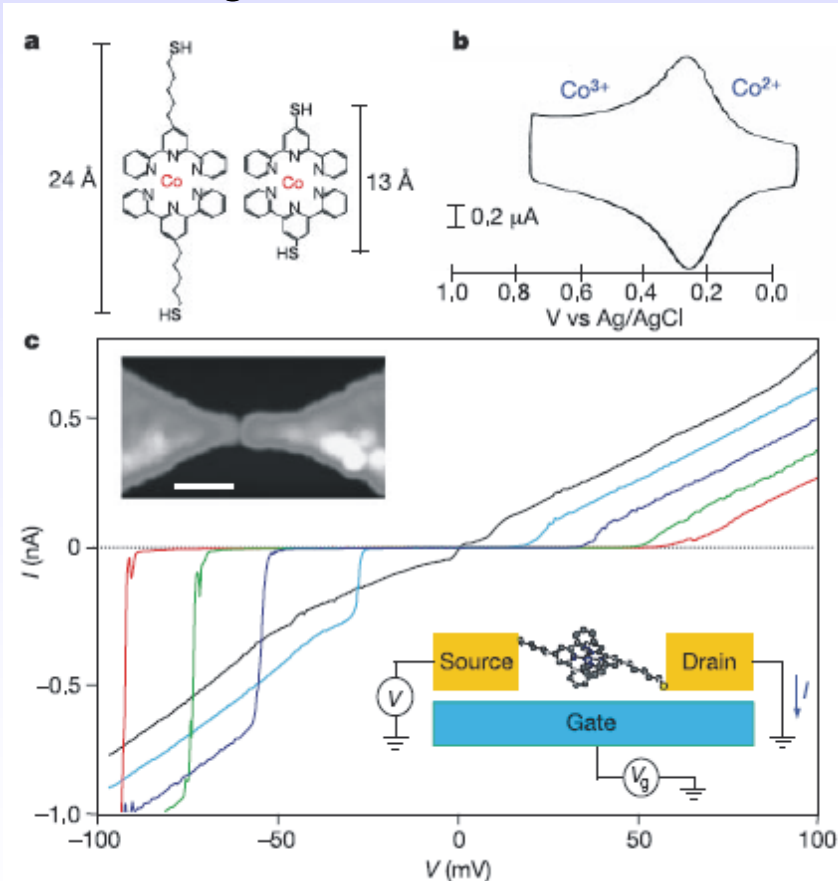 a
SH
N
N
N
Co
N
N
N
HS
24 Å
SH
N
N
N
Co
N
N
N
HS
13 Å
b
Co3+
Co2+
0.2 μA
1.0 0.8 0.6 0.4 0.2 0.0
V vs Ag/AgCl
c
0.5
0
−0.5
−1.0
I (nA)
Source
Drain
Gate
V
I
Vg
−100 −50 0 50 100
V (mV)